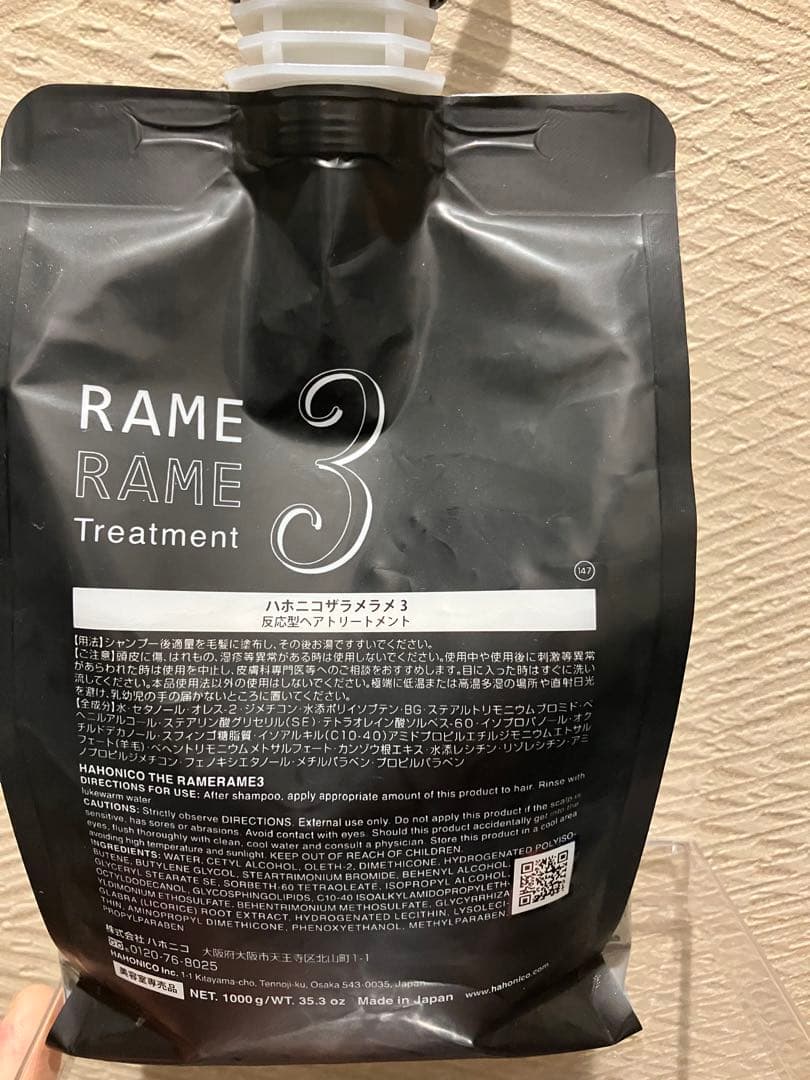 RAME
RAME
Treatment
3
147
ハホニコザラメラメ3
反応型ヘアトリートメント
【用法】シャンプー後適量を毛髪に塗布し、その後お湯ですすいでください。
【ご注意】頭皮に傷、はれもの、湿疹等異常がある時は使用しないでください。使用中や使用後に刺激等異常
があらわれた時は使用を中止し、皮膚科専門医等へのご相談をおすすめします。目に入った時はすぐに洗い
流してください。本品使用方法以外の使用はしないでください。極端に低温または高温多湿の場所や直射日光
を避け、乳幼児の手の届かないところに置いてください。
【全成分】水・セタノール・オレス-2・ジメチコン・水添ポリイソブテン・BG・ステアルトリモニウムブロミド・ベ
ヘニルアルコール・ステアリン酸グリセリル(SE)・テトラオレイン酸ソルベス-60・イソプロパノール・オク
チルドデカノール・スフィンゴ糖脂質・イソアルキル(C10-40)アミドプロピルエチルジモニウムエトサル
フェート(羊毛)・ベヘントリモニウムメトサルフェート・カンゾウ根エキス・水添レシチン・リゾレシチン・アミ
ノプロピルジメチコン・フェノキシエタノール・メチルパラベン・プロピルパラベン
HAHONICO THE RAMERAME3
DIRECTIONS FOR USE: After shampoo, apply appropriate amount of this product to hair. Rinse with
lukewarm water
CAUTIONS: Strictly observe DIRECTIONS. External use only. Do not apply this product if the scalp is
sensitive, has sores or abrasions. Avoid contact with eyes. Should this product accidentally get into the
eyes, flush thoroughly with clean, cool water and consult a physician. Store this product in a cool area
avoiding high temperature and sunlight. KEEP OUT OF REACH OF CHILDREN.
INGREDIENTS: WATER, CETYL ALCOHOL, OLETH-2, DIMETHICONE, HYDROGENATED POLYISO-
BUTENE, BUTYLENE GLYCOL, STEARTRIMONIUM BROMIDE, BEHENYL ALCOHOL,
GLYCERYL STEARATE SE, SORBETH-60 TETRAOLEATE, ISOPROPYL ALCOHOL,
OCTYLDODECANOL, GLYCOSPHINGOLIPIDS, C10-40 ISOALKYLAMIDOPROPYLETH-
YLDIMONIUM ETHOSULFATE, BEHENTRIMONIUM METHOSULFATE, GLYCYRRHIZA
GLABRA (LICORICE) ROOT EXTRACT, HYDROGENATED LECITHIN, LYSOLECI-
THIN, AMINOPROPYL DIMETHICONE, PHENOXYETHANOL, METHYLPARABEN,
PROPYLPARABEN
株式会社 ハホニコ 大阪府大阪市天王寺区北山町1-1
0120-76-8025
HAHONICO Inc. 1-1 Kitayama-cho, Tennoji-ku, Osaka 543-0035, Japan
美容室専売品 NET. 1000g/WT. 35.3 oz Made in Japan www.hahonico.com